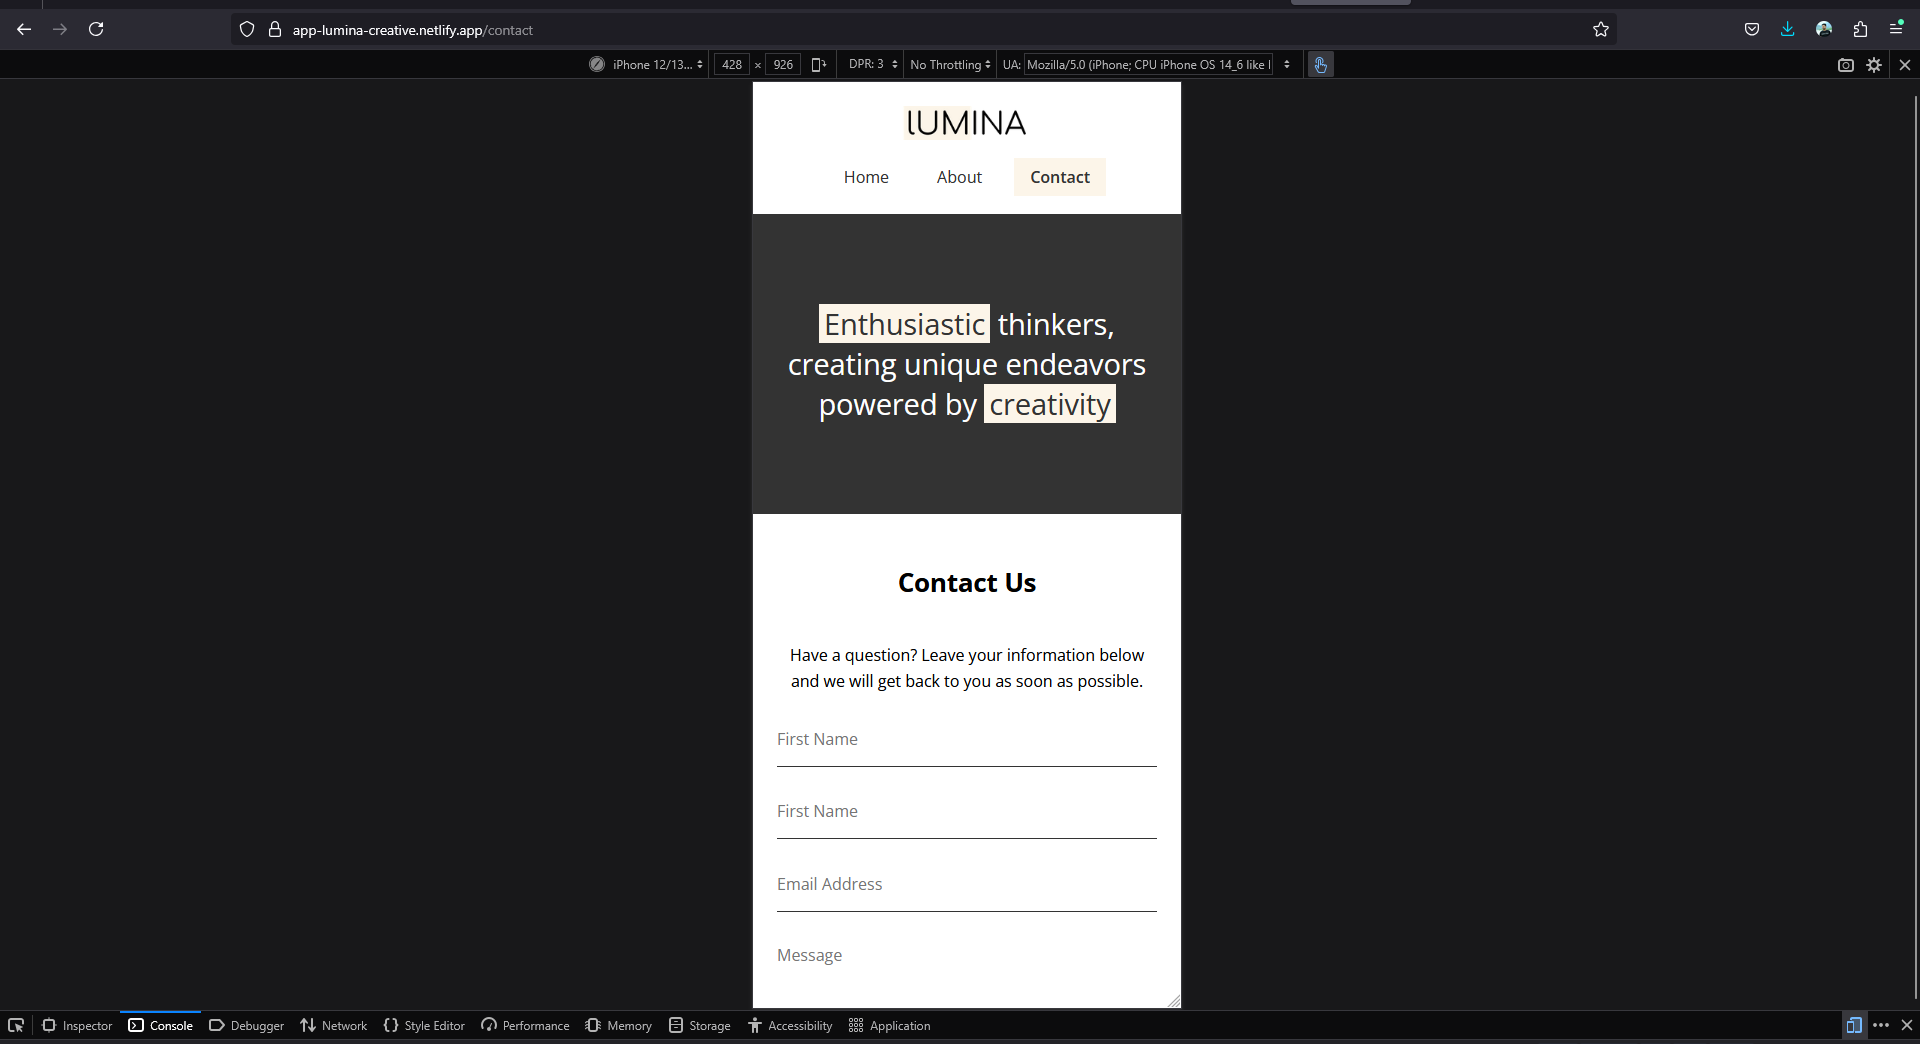 app-lumina-creative.netlify.app/contact
iPhone 12/13... 428 × 926 DPR: 3 No Throttling UA: Mozilla/5.0 (iPhone; CPU iPhone OS 14_6 like
lUMINA
Home About Contact
Enthusiastic thinkers,
creating unique endeavors
powered by creativity
Contact Us
Have a question? Leave your information below
and we will get back to you as soon as possible.
First Name
First Name
Email Address
Message
Inspector Console Debugger Network Style Editor Performance Memory Storage Accessibility Application